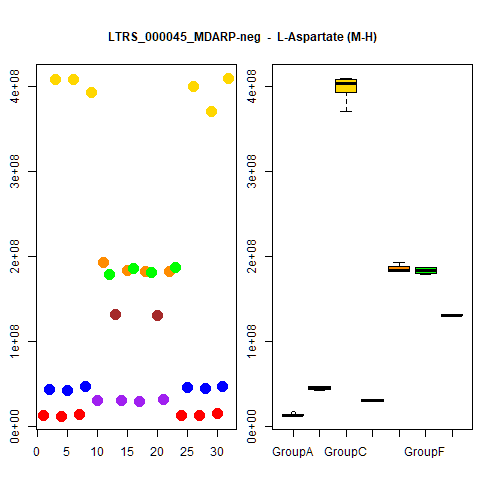 LTRS_000045_MDARP-neg - L-Aspartate (M-H)
4e+08
3e+08
2e+08
1e+08
0e+00
0 5 10 15 20 25 30
4e+08
3e+08
2e+08
1e+08
0e+00
GroupA GroupC GroupF